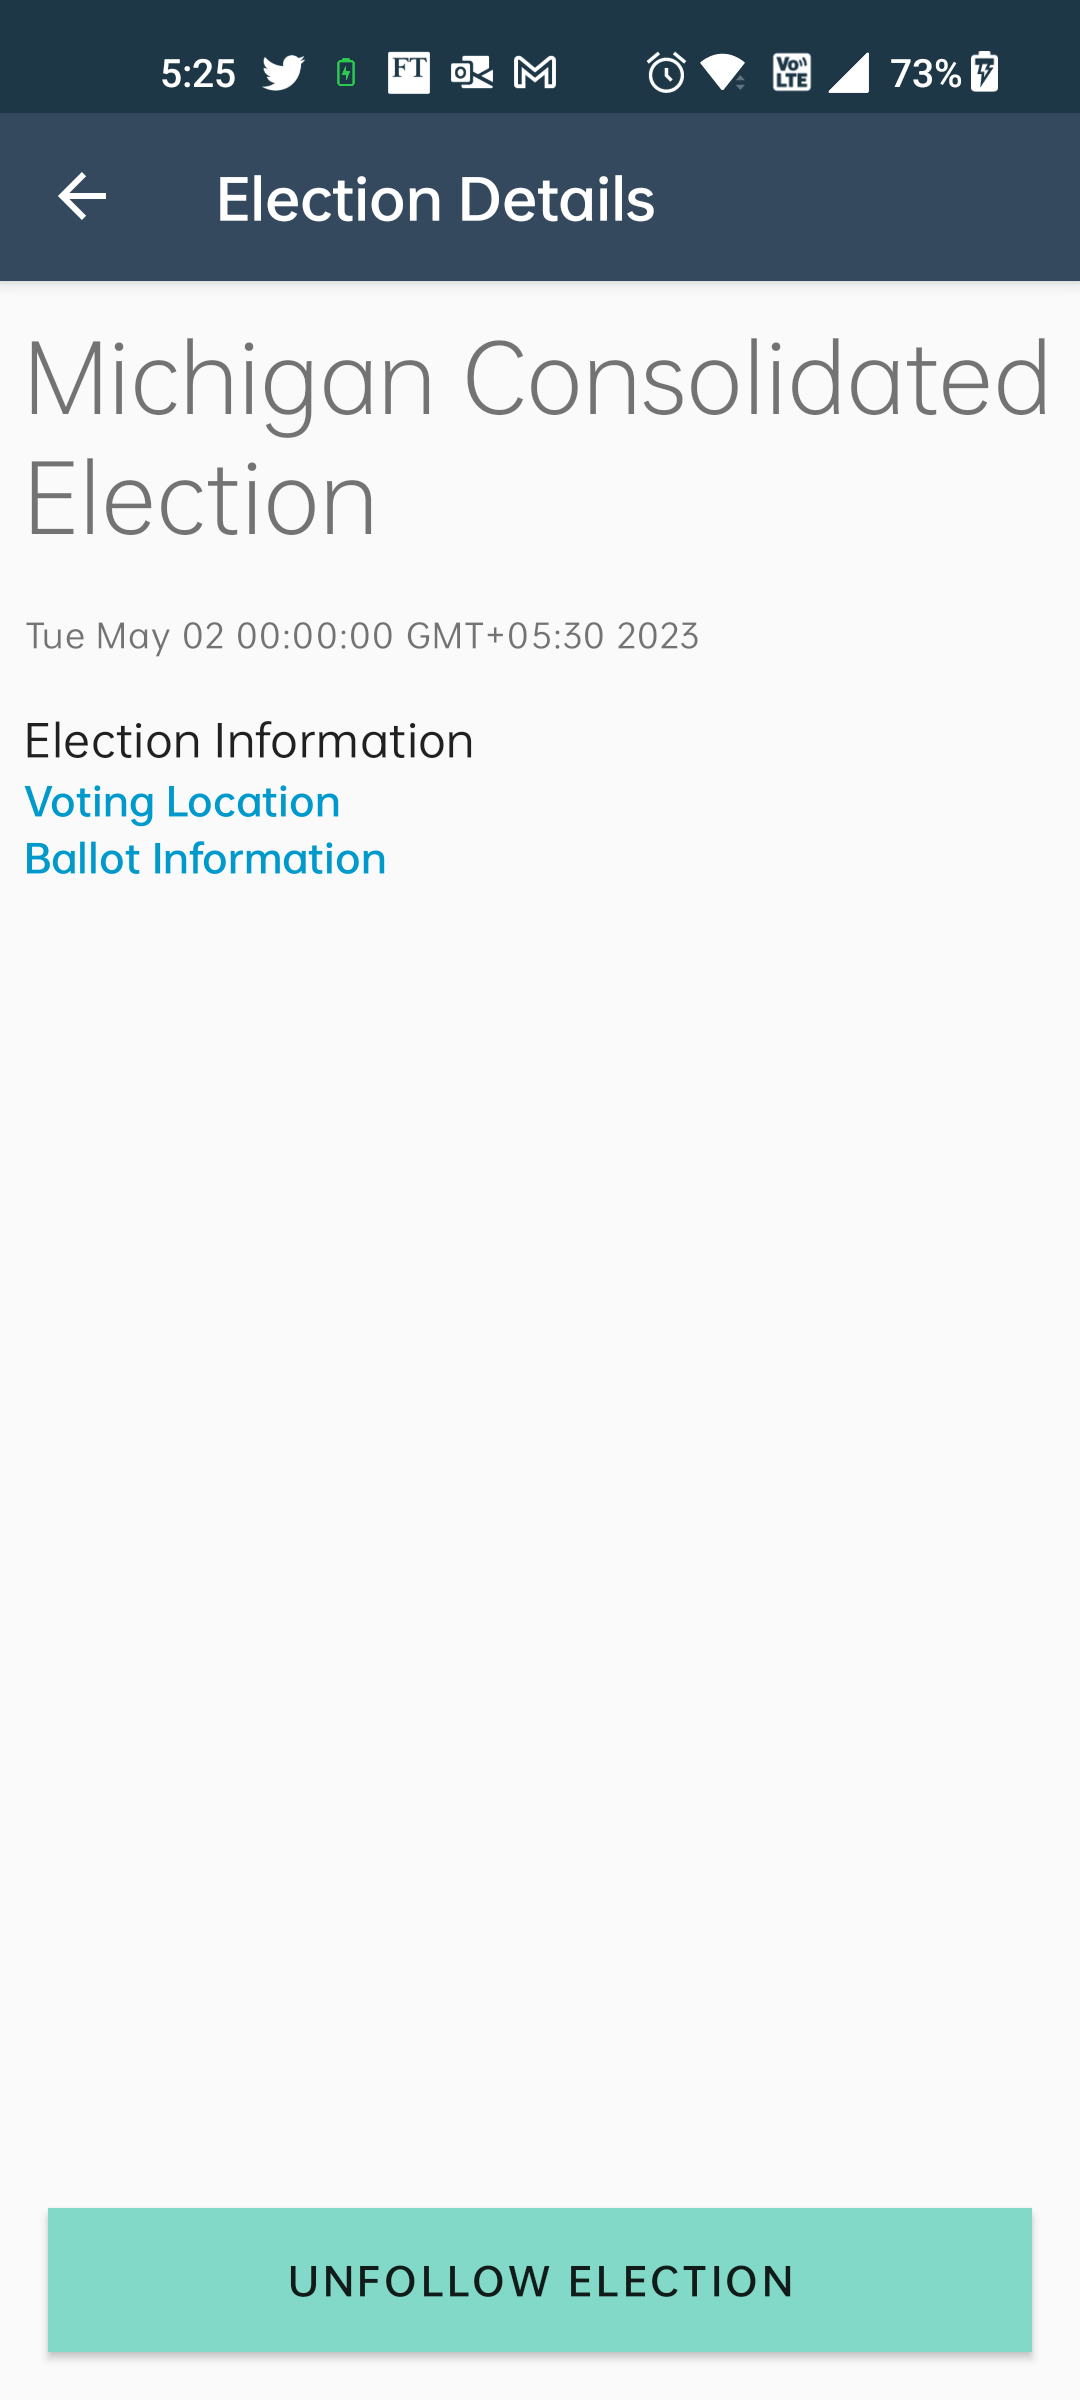 5:25 FT Vo)) LTE 73%
Election Details
Michigan Consolidated
Election
Tue May 02 00:00:00 GMT+05:30 2023
Election Information
Voting Location
Ballot Information
UNFOLLOW ELECTION